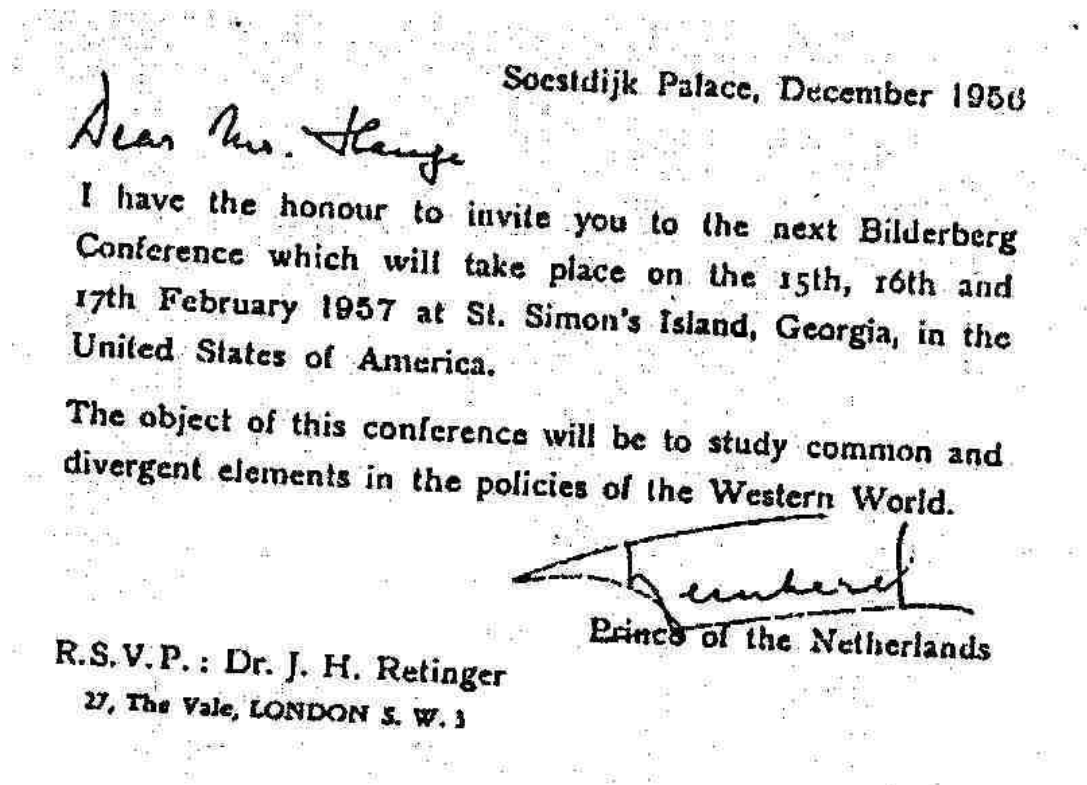 Soestdijk Palace, December 1956
Dear Mr. Hauge
I have the honour to invite you to the next Bilderberg
Conference which will take place on the 15th, 16th and
17th February 1957 at St. Simon's Island, Georgia, in the
United States of America.
The object of this conference will be to study common and
divergent elements in the policies of the Western World.
Bernhard
Prince of the Netherlands
R.S.V.P.: Dr. J. H. Retinger
27, The Vale, LONDON S. W. 3